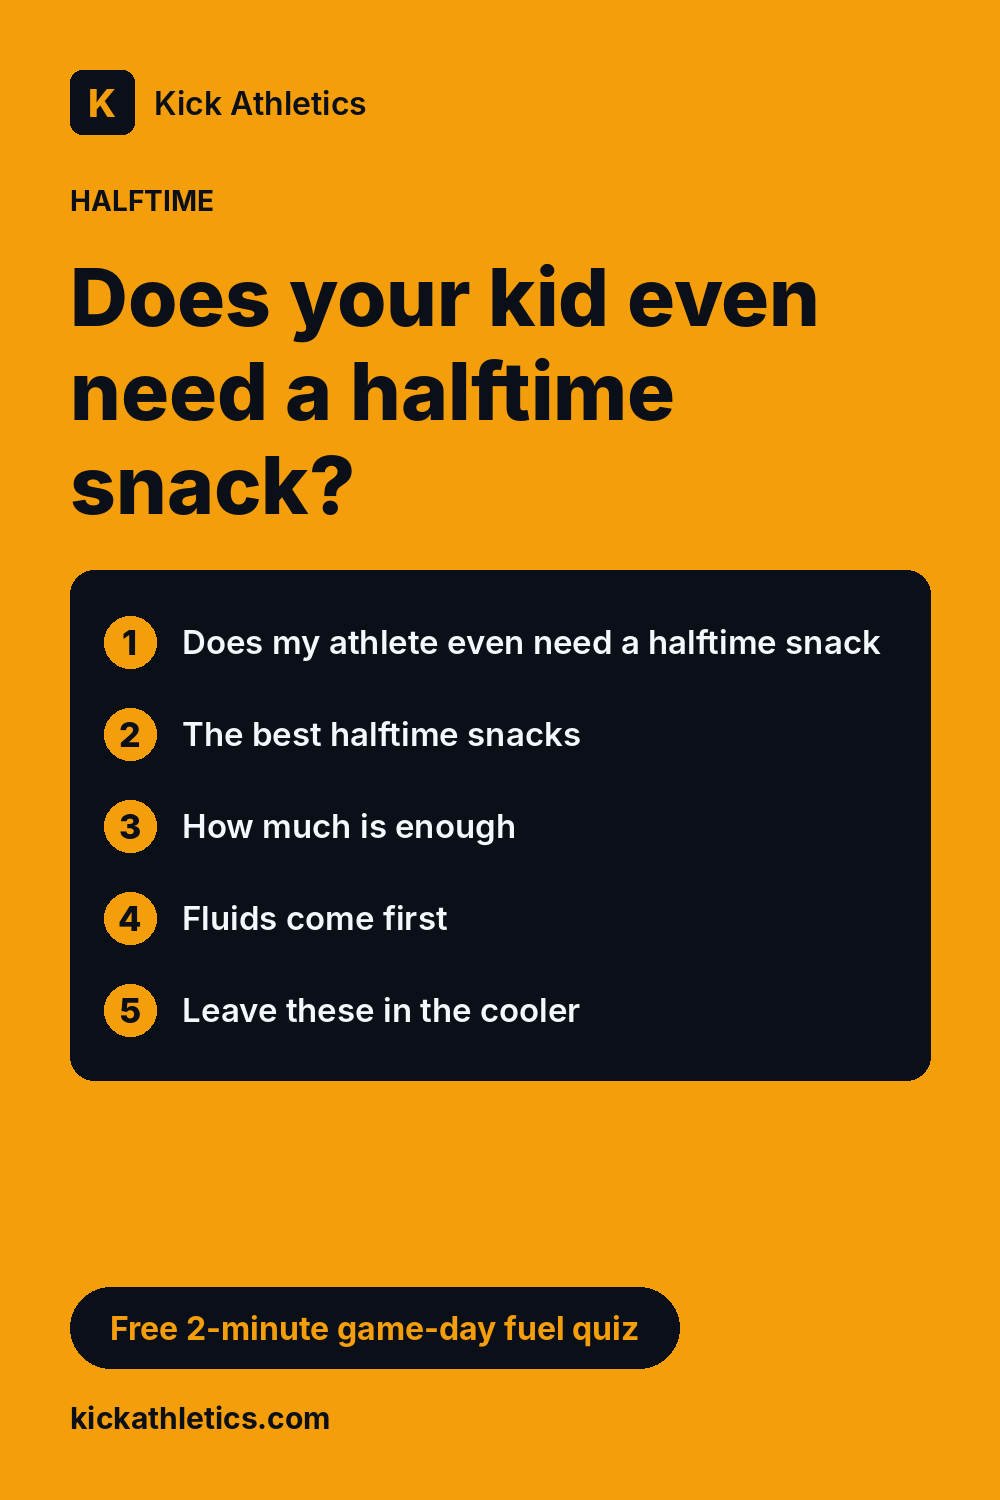 K
Kick Athletics
HALFTIME
Does your kid even
need a halftime
snack?
1 Does my athlete even need a halftime snack
2 The best halftime snacks
3 How much is enough
4 Fluids come first
5 Leave these in the cooler
Free 2-minute game-day fuel quiz
kickathletics.com